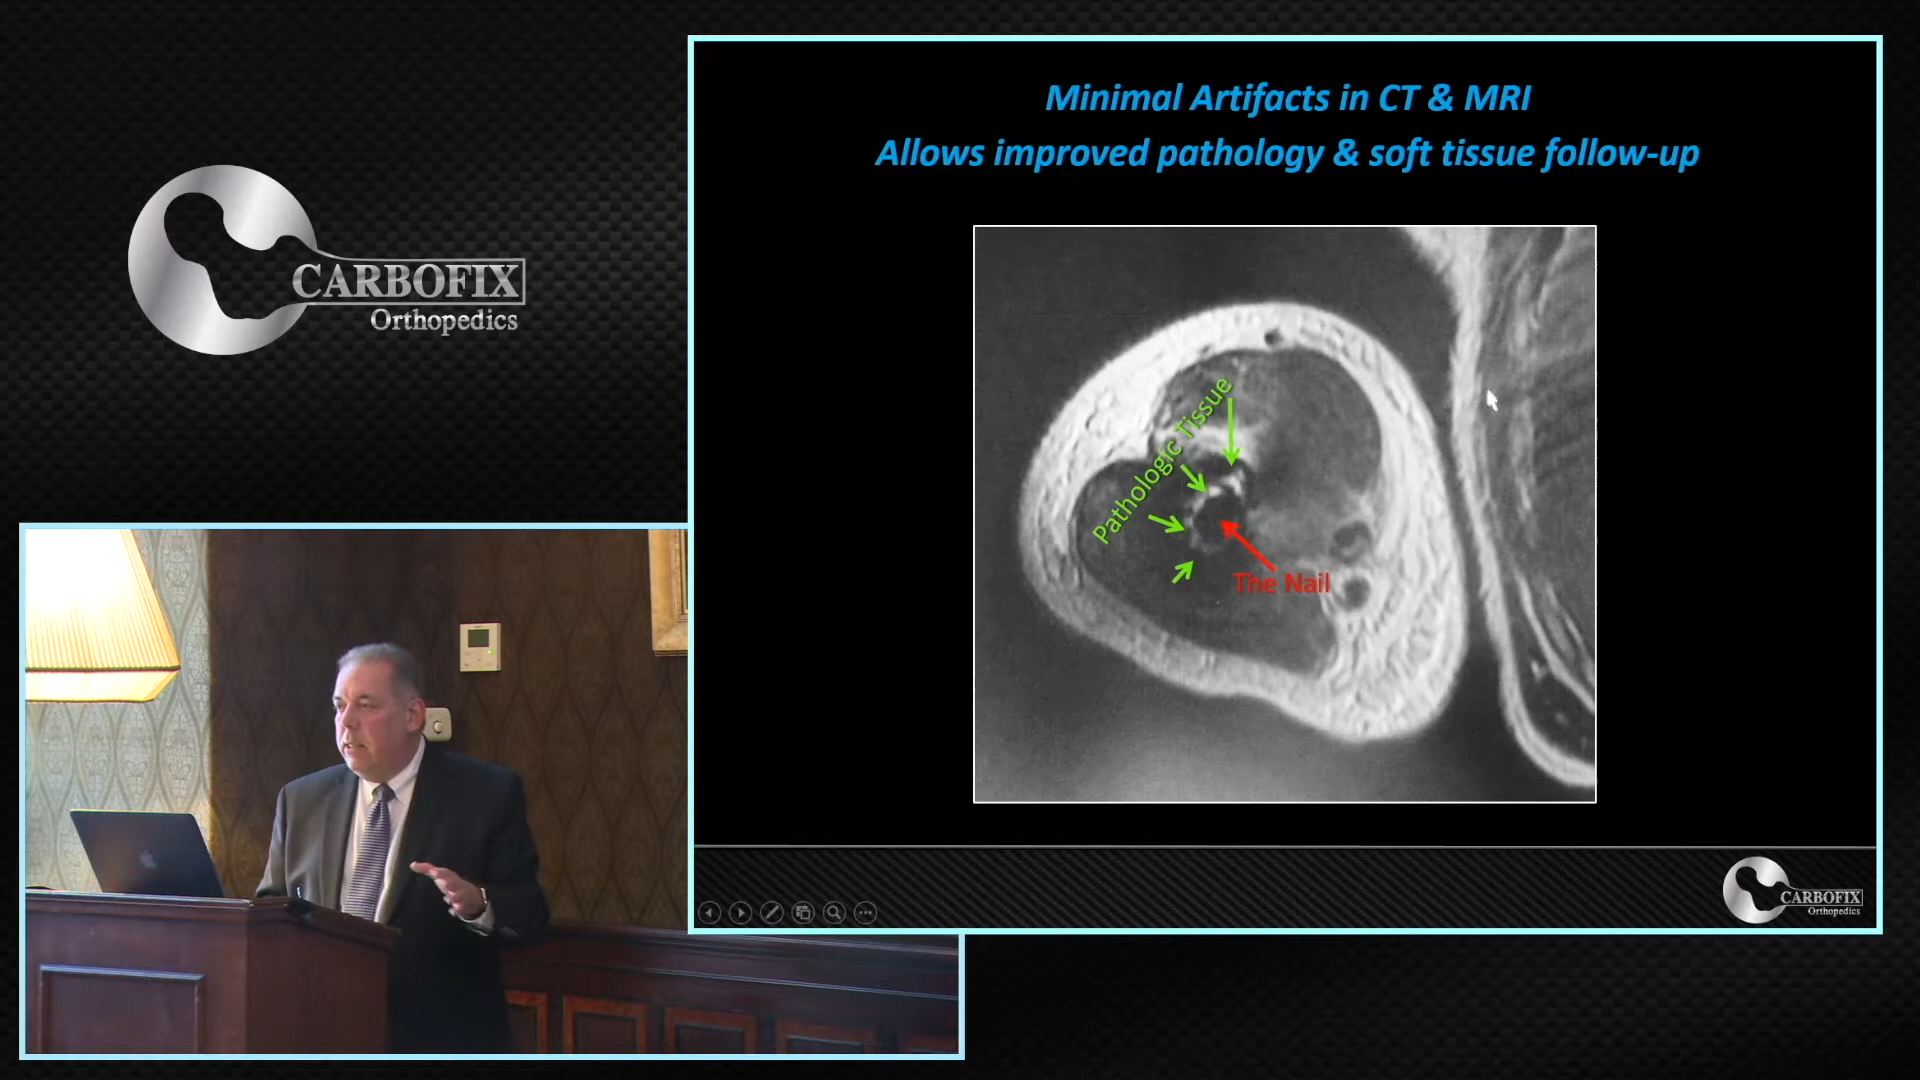 CARBOFIX
Orthopedics
Minimal Artifacts in CT & MRI
Allows improved pathology & soft tissue follow-up
Pathologic Tissue
The Nail
CARBOFIX
Orthopedics